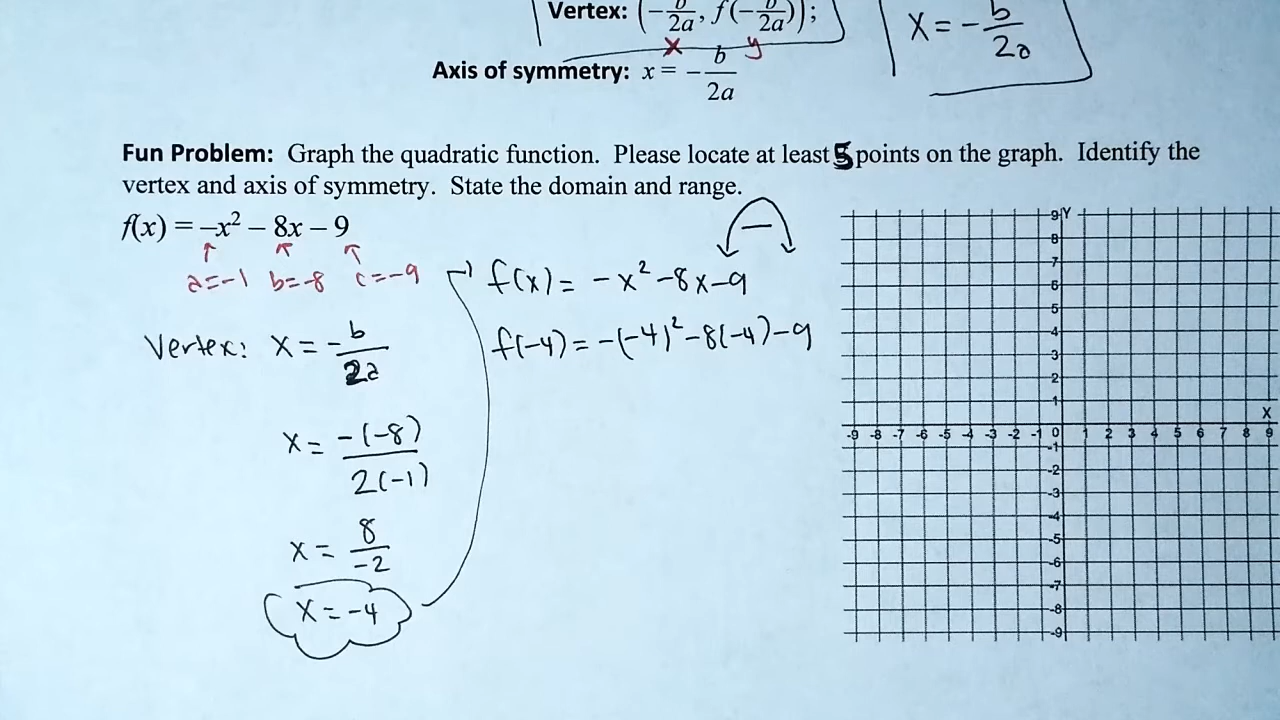 Vertex: (-b/2a, f(-b/2a));
x y
x = -b/2a
Axis of symmetry: x = -b/2a
Fun Problem: Graph the quadratic function. Please locate at least 5 points on the graph. Identify the
vertex and axis of symmetry. State the domain and range.
f(x) = -x² - 8x - 9
a=-1 b=-8 c=-9
Vertex: x = -b/2a
x = -(-8)/2(-1)
x = 8/-2
x = -4
f(x) = -x² -8x-9
f(-4) = -(-4)² -8(-4)-9
9 Y
8
7
6
5
4
3
2
1
X
-9 -8 -7 -6 -5 -4 -3 -2 -1 0 1 2 3 4 5 6 7 8 9
-1
-2
-3
-4
-5
-6
-7
-8
-9